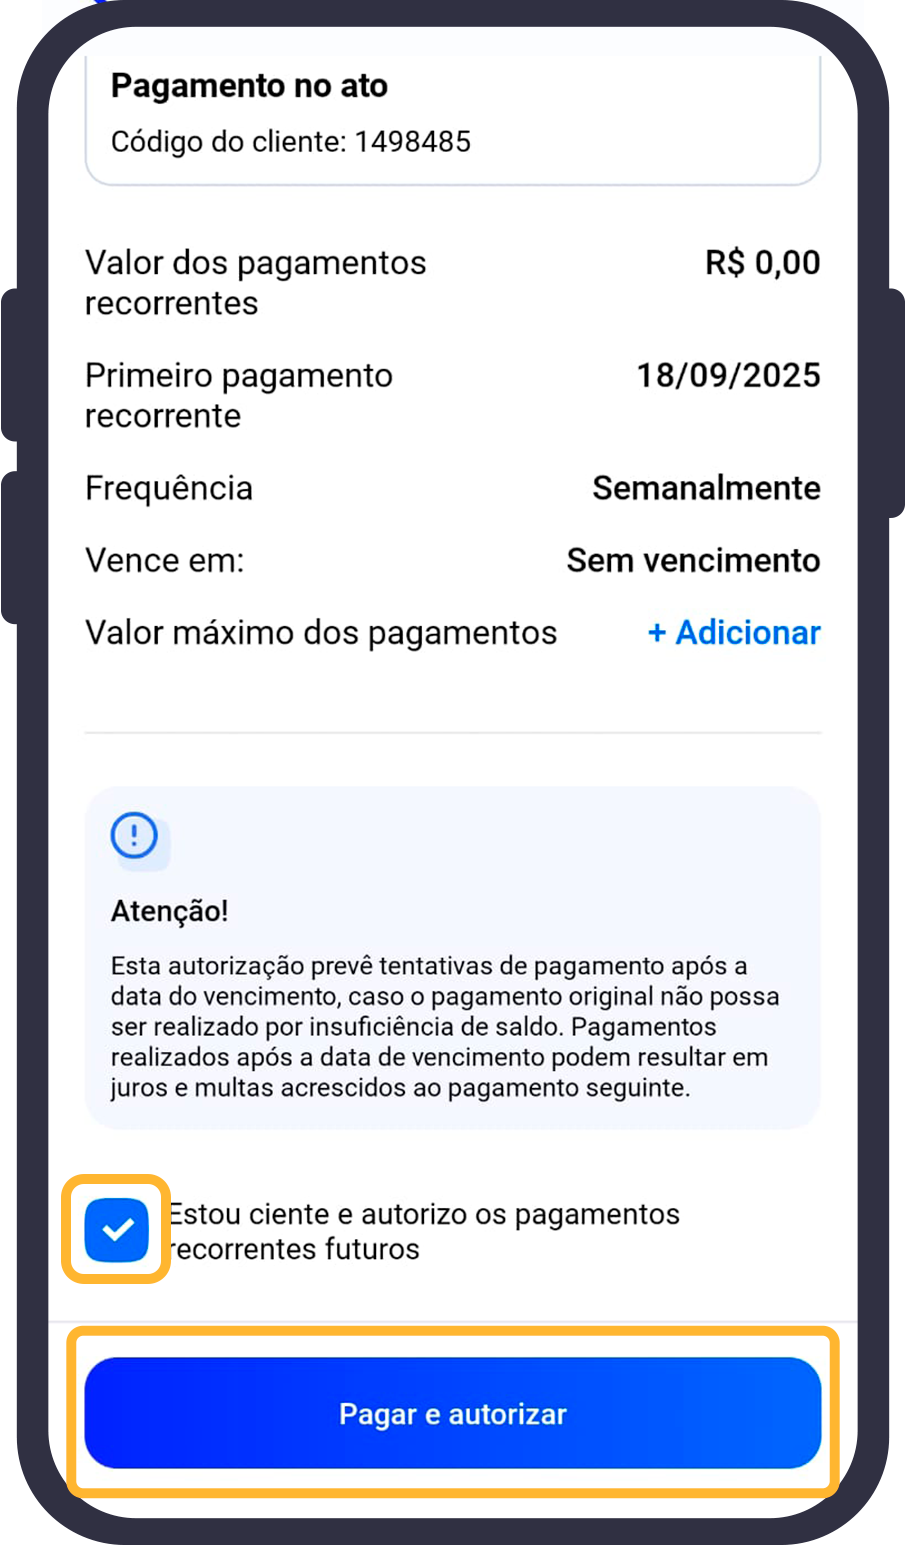 Pagamento no ato
Código do cliente: 1498485
Valor dos pagamentos
recorrentes
R$ 0,00
Primeiro pagamento
recorrente
18/09/2025
Frequência
Semanalmente
Vence em:
Sem vencimento
Valor máximo dos pagamentos
+ Adicionar
Atenção!
Esta autorização prevê tentativas de pagamento após a
data do vencimento, caso o pagamento original não possa
ser realizado por insuficiência de saldo. Pagamentos
realizados após a data de vencimento podem resultar em
juros e multas acrescidos ao pagamento seguinte.
Estou ciente e autorizo os pagamentos
recorrentes futuros
Pagar e autorizar